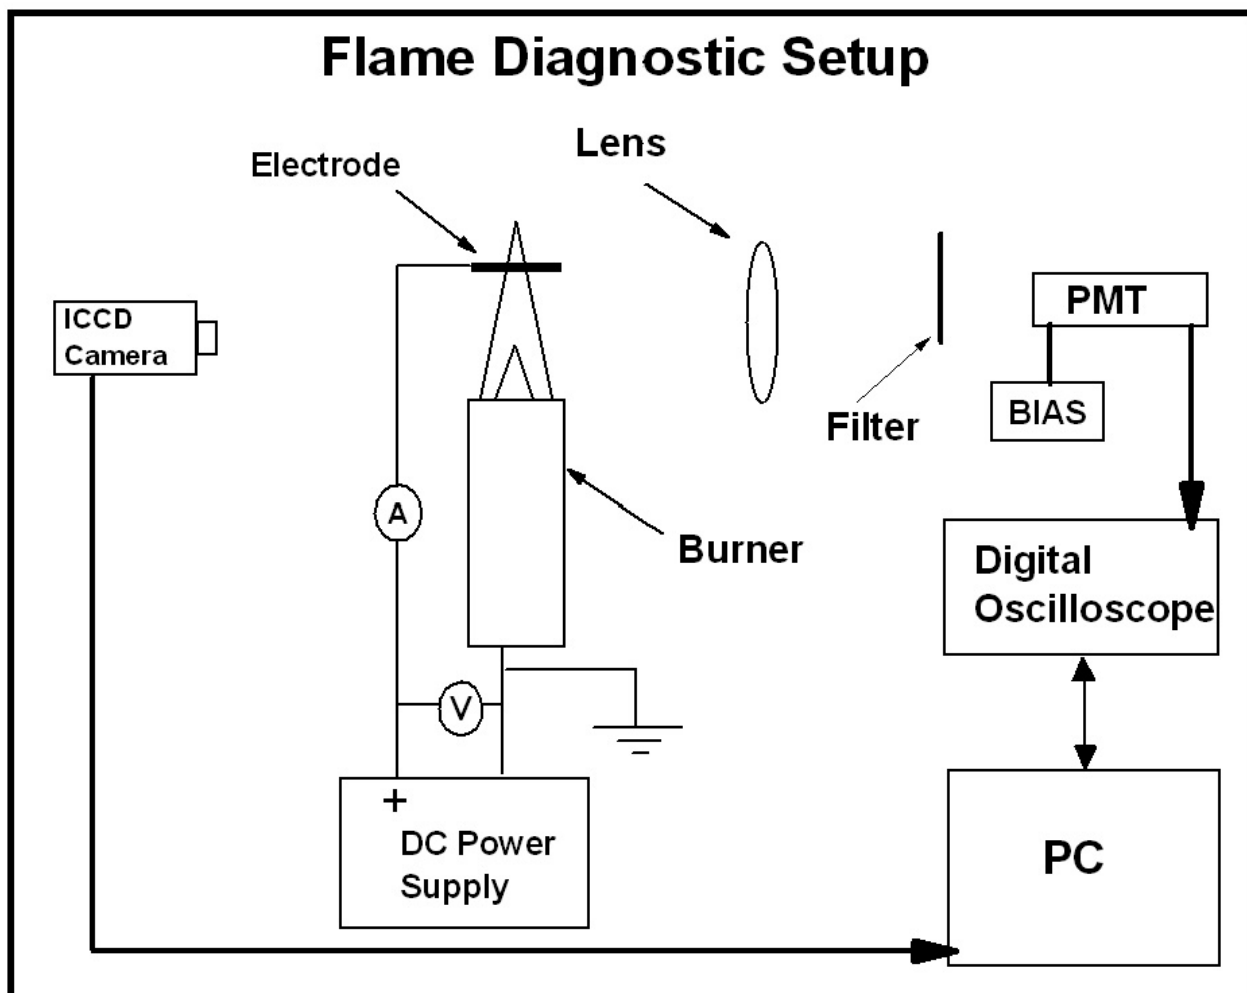 Flame Diagnostic Setup
Lens
Electrode
ICCD
Camera
PMT
BIAS
Filter
A
Burner
Digital
Oscilloscope
V
+
DC Power
Supply
PC